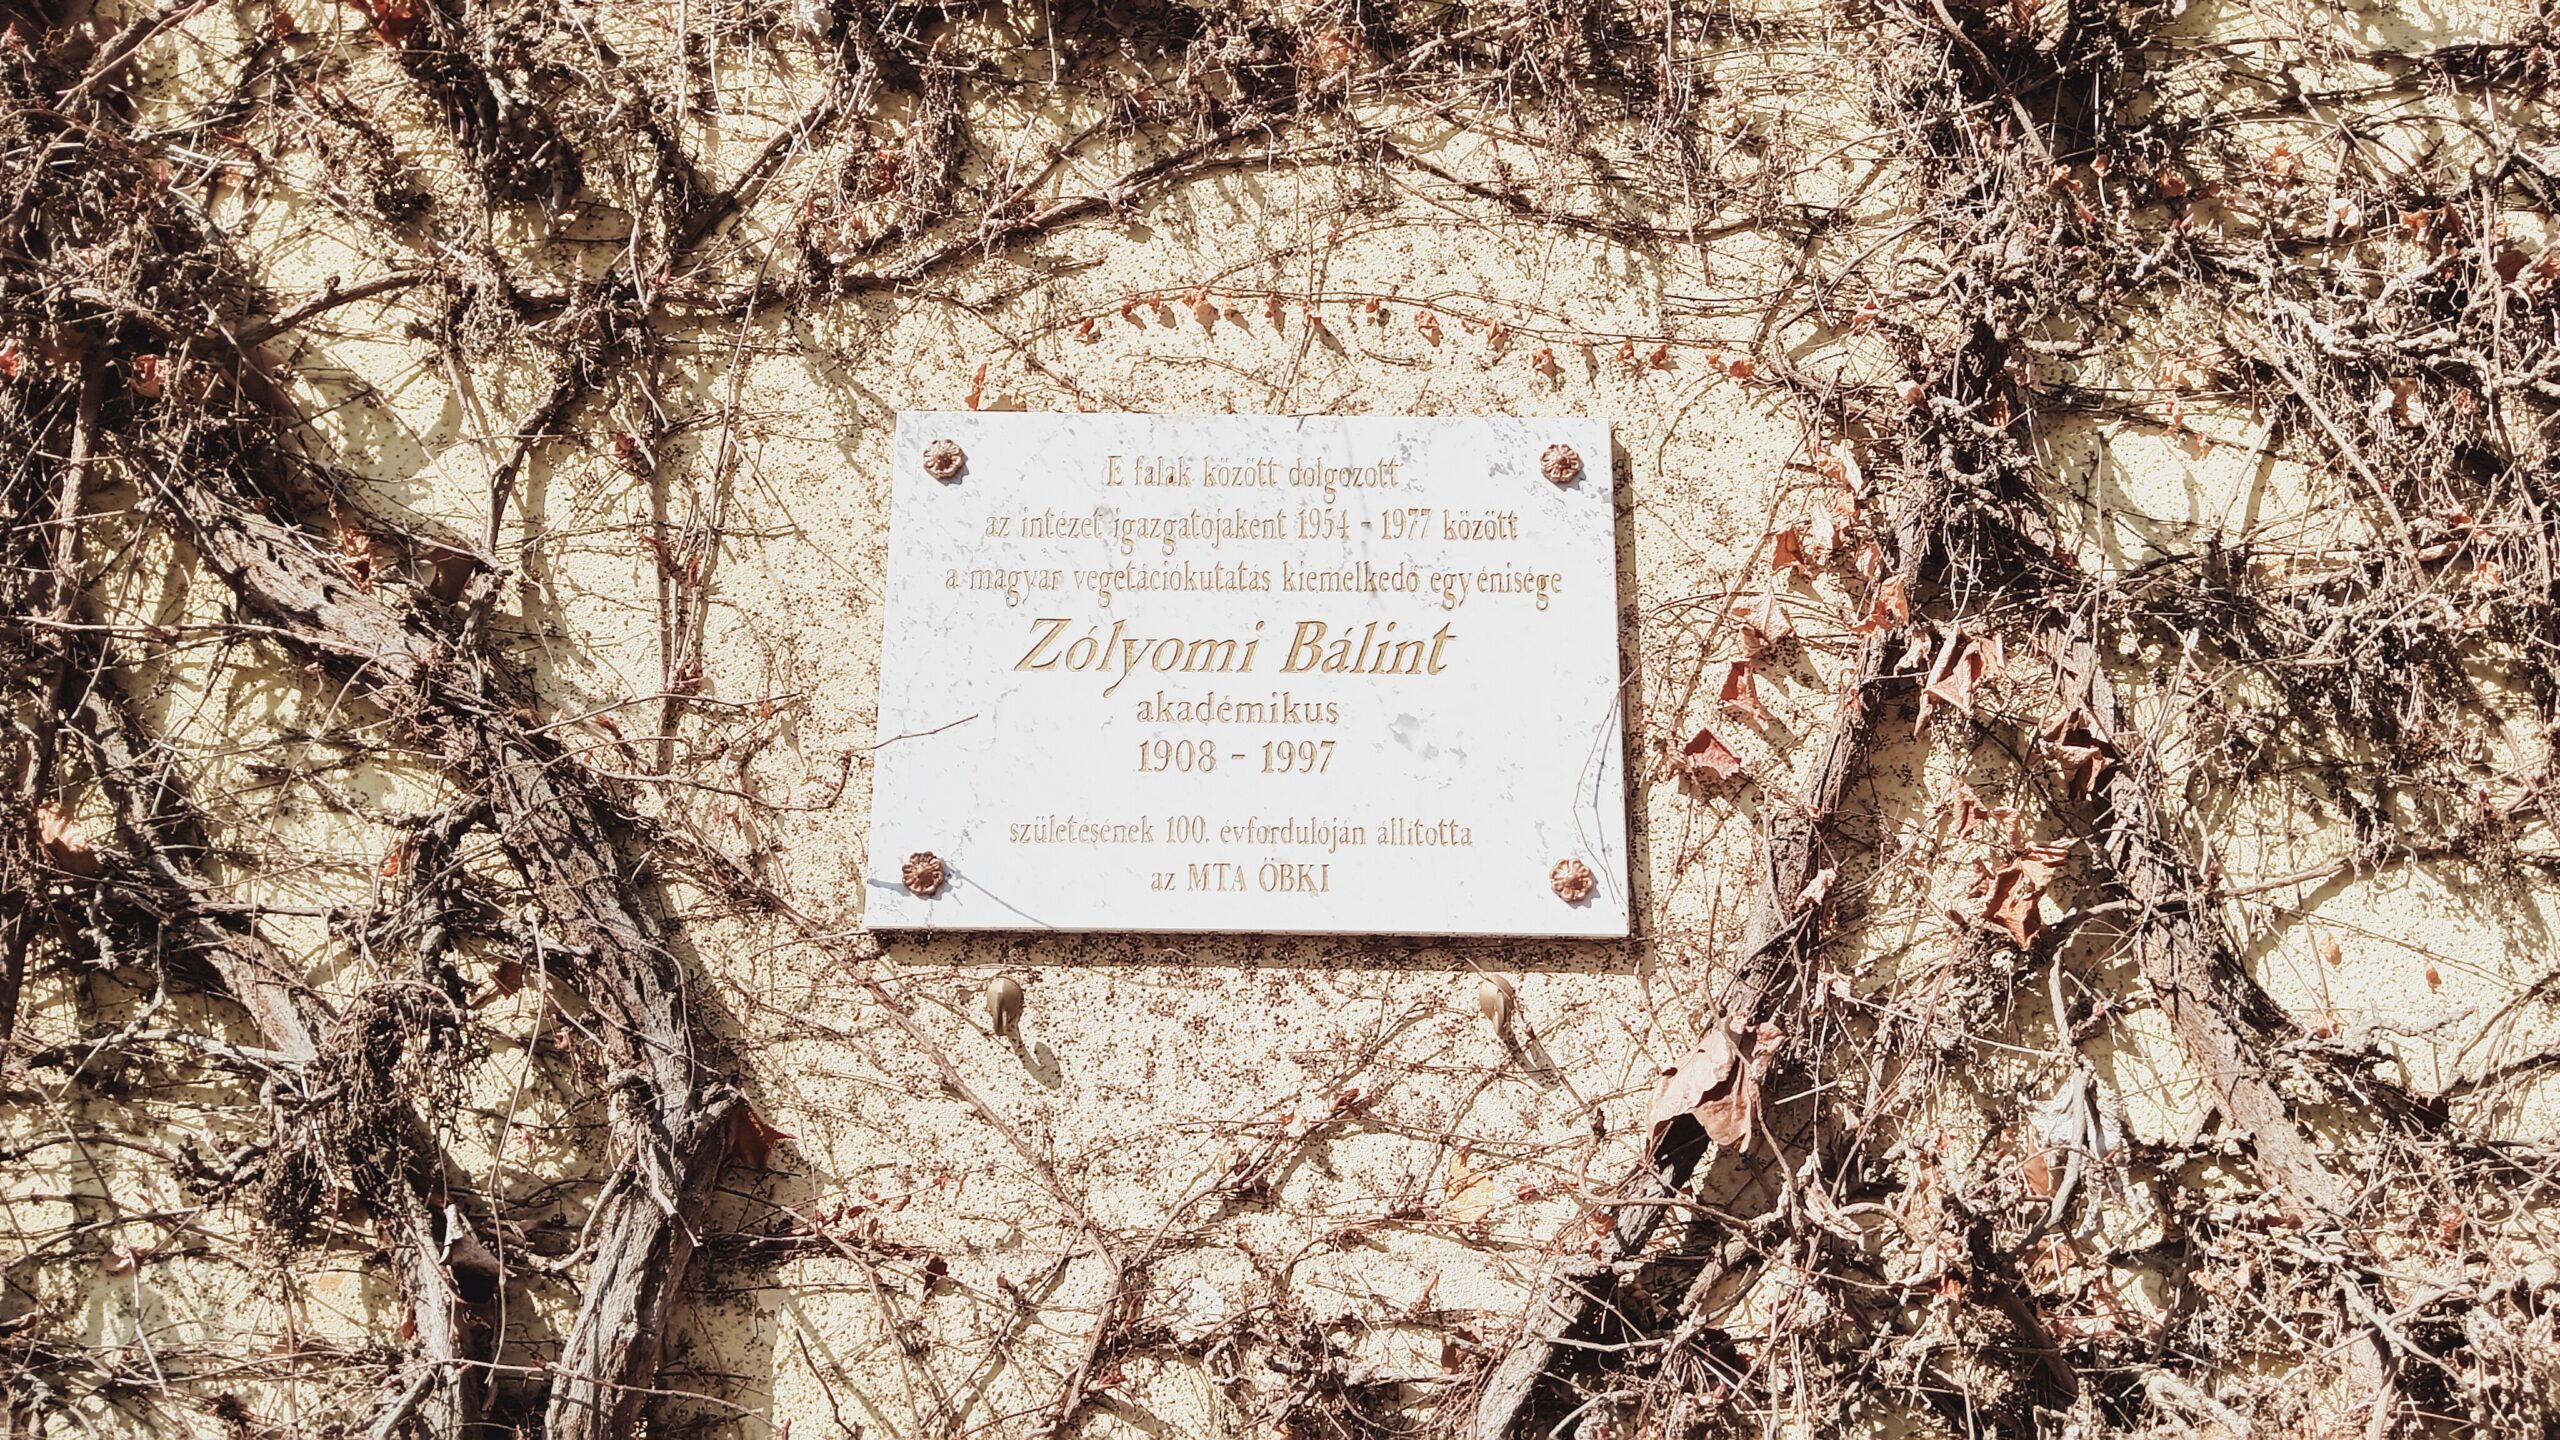 E falak között dolgozott
az intézet igazgatójaként 1954 - 1977 között
a magyar vegetációkutatás kiemelkedő egyénisége
Zólyomi Bálint
akadémikus
1908 - 1997
születésének 100. évfordulóján állította
az MTA ÖBKI